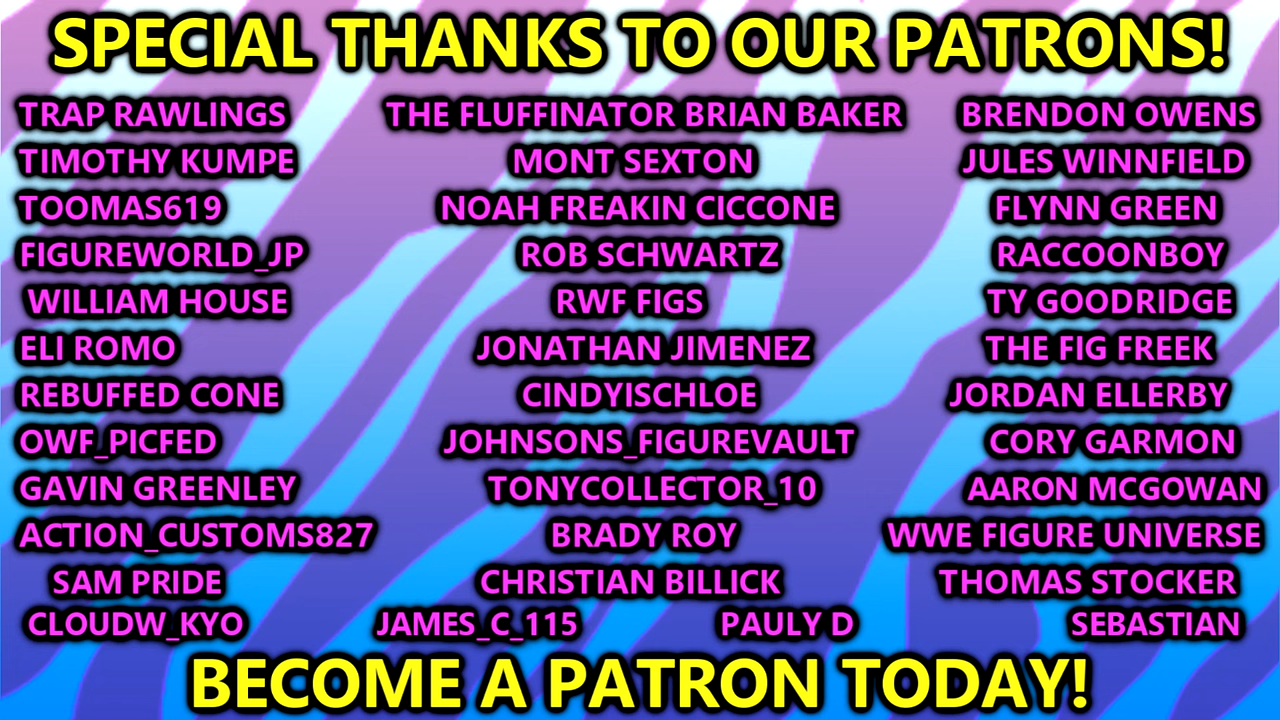 SPECIAL THANKS TO OUR PATRONS!
TRAP RAWLINGS THE FLUFFINATOR BRIAN BAKER BRENDON OWENS
TIMOTHY KUMPE MONT SEXTON JULES WINNFIELD
TOOMAS619 NOAH FREAKIN CICCONE FLYNN GREEN
FIGUREWORLD_JP ROB SCHWARTZ RACCOONBOY
WILLIAM HOUSE RWF FIGS TY GOODRIDGE
ELI ROMO JONATHAN JIMENEZ THE FIG FREEK
REBUFFED CONE CINDYISCHLOE JORDAN ELLERBY
OWF_PICFED JOHNSONS_FIGUREVAULT CORY GARMON
GAVIN GREENLEY TONYCOLLECTOR_10 AARON MCGOWAN
ACTION_CUSTOMS827 BRADY ROY WWE FIGURE UNIVERSE
SAM PRIDE CHRISTIAN BILLICK THOMAS STOCKER
CLOUDW_KYO JAMES_C_115 PAULY D SEBASTIAN
BECOME A PATRON TODAY!